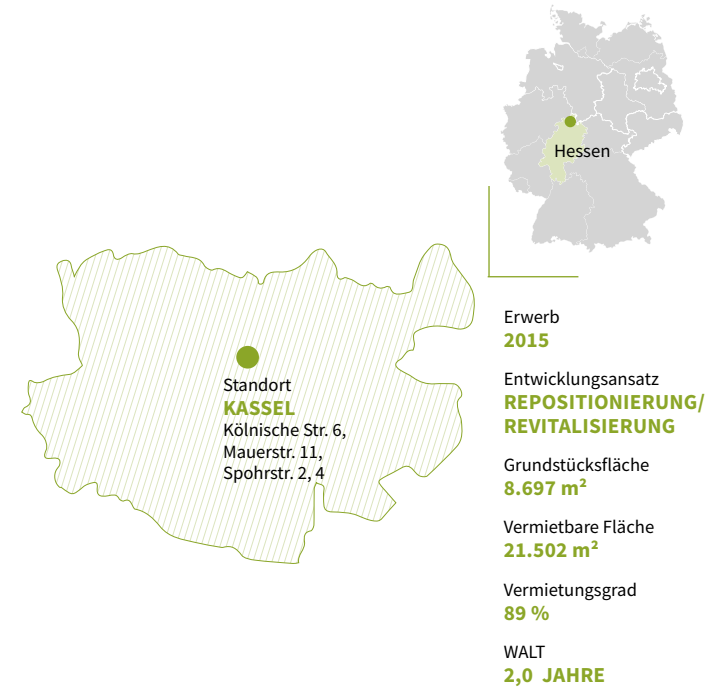 Hessen
Standort
KASSEL
Kölnische Str. 6,
Mauerstr. 11,
Spohrstr. 2, 4
Erwerb
2015
Entwicklungsansatz
REPOSITIONIERUNG/
REVITALISIERUNG
Grundstücksfläche
8.697 m²
Vermietbare Fläche
21.502 m²
Vermietungsgrad
89 %
WALT
2,0 JAHRE